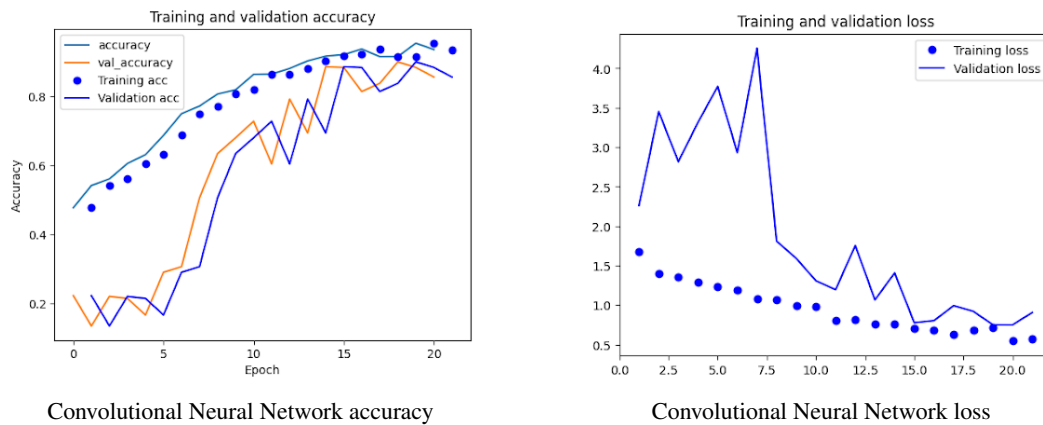 Training and validation accuracy
accuracy
val_accuracy
Training acc
Validation acc
Accuracy
0.8
0.6
0.4
0.2
0 5 10 15 20
Epoch
Convolutional Neural Network accuracy
Training and validation loss
Training loss
Validation loss
4.0
3.5
3.0
2.5
2.0
1.5
1.0
0.5
0.0 2.5 5.0 7.5 10.0 12.5 15.0 17.5 20.0
Convolutional Neural Network loss